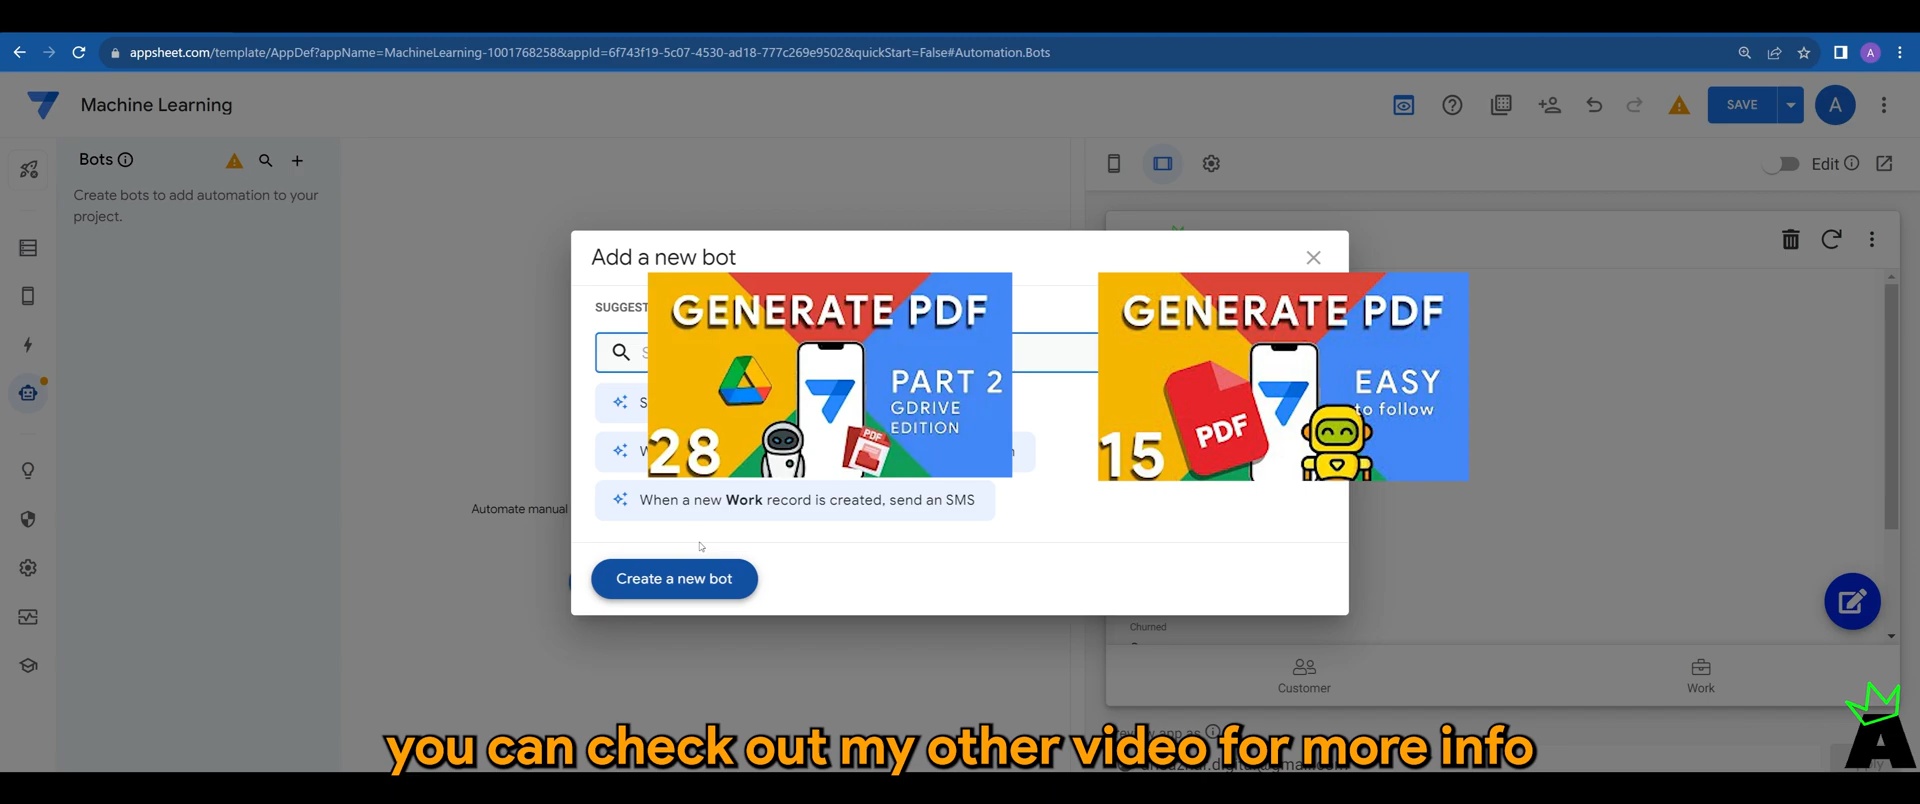 appsheet.com/template/AppDef?appName=MachineLearning-1001768258&appId=6f743f19-5c07-4530-ad18-777c269e9502&quickStart=False#Automation.Bots
A
Machine Learning
SAVE
A
Bots
Create bots to add automation to your
project.
Edit
Add a new bot
SUGGEST
GENERATE PDF
PART 2
GDRIVE
EDITION
28
PDF
GENERATE PDF
EASY
to follow
15
PDF
When a new Work record is created, send an SMS
Automate manual
Create a new bot
Churned
Customer
Work
you can check out my other video for more info
A